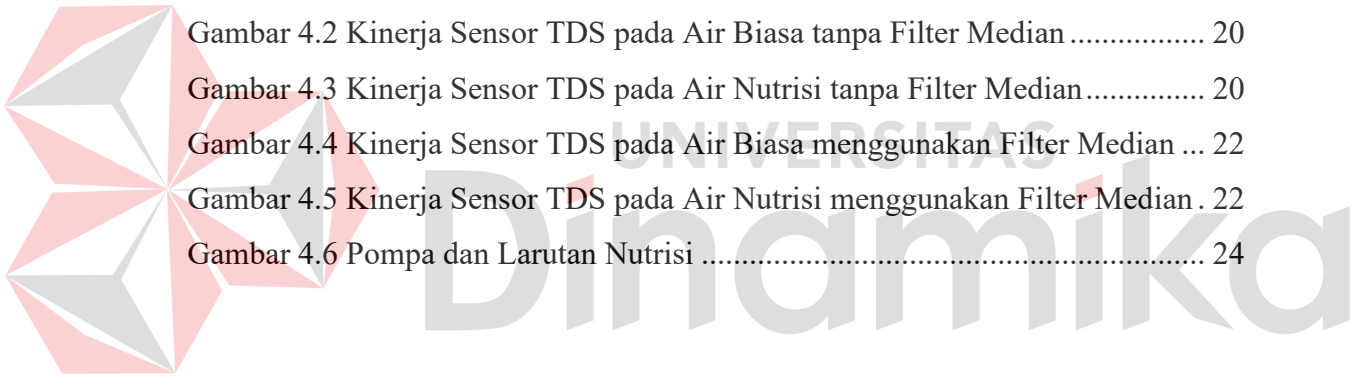 Gambar 4.2 Kinerja Sensor TDS pada Air Biasa tanpa Filter Median ................. 20
Gambar 4.3 Kinerja Sensor TDS pada Air Nutrisi tanpa Filter Median ............... 20
Gambar 4.4 Kinerja Sensor TDS pada Air Biasa menggunakan Filter Median ... 22
Gambar 4.5 Kinerja Sensor TDS pada Air Nutrisi menggunakan Filter Median . 22
Gambar 4.6 Pompa dan Larutan Nutrisi ................................................................ 24
UNIVERSITAS
Dinamika